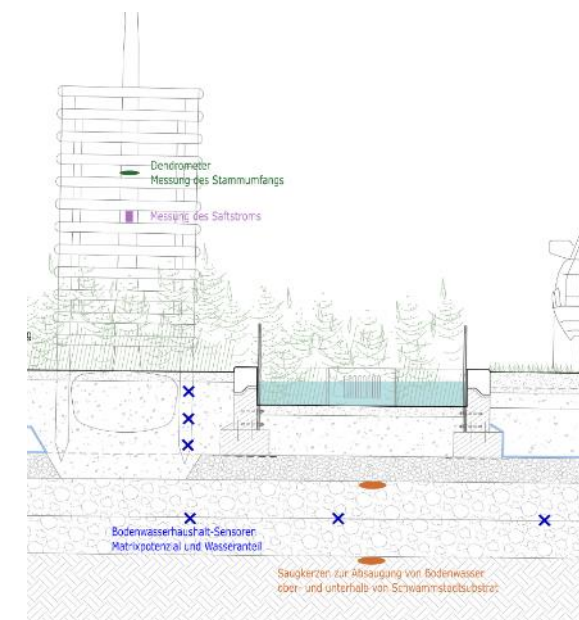 Dendrometer
Messung des Stammumfangs
Messung des Saftstroms
g
Bodenwasserhaushalt-Sensoren
Matrixpotenzial und Wasseranteil
Saugkerzen zur Absaugung von Bodenwasser
ober- und unterhalb von Schwammstadtsubstrat